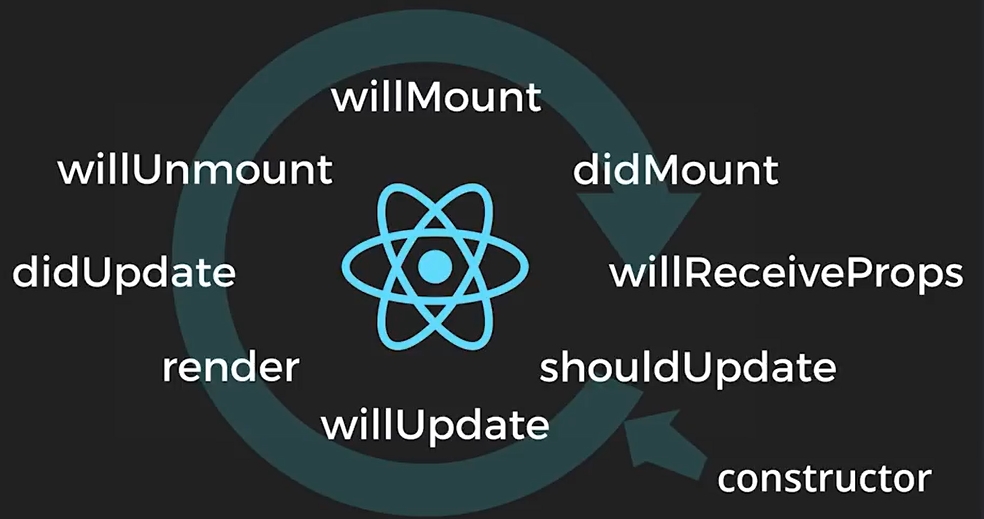 willMount
willUnmount
didMount
didUpdate
willReceiveProps
render
shouldUpdate
willUpdate
constructor